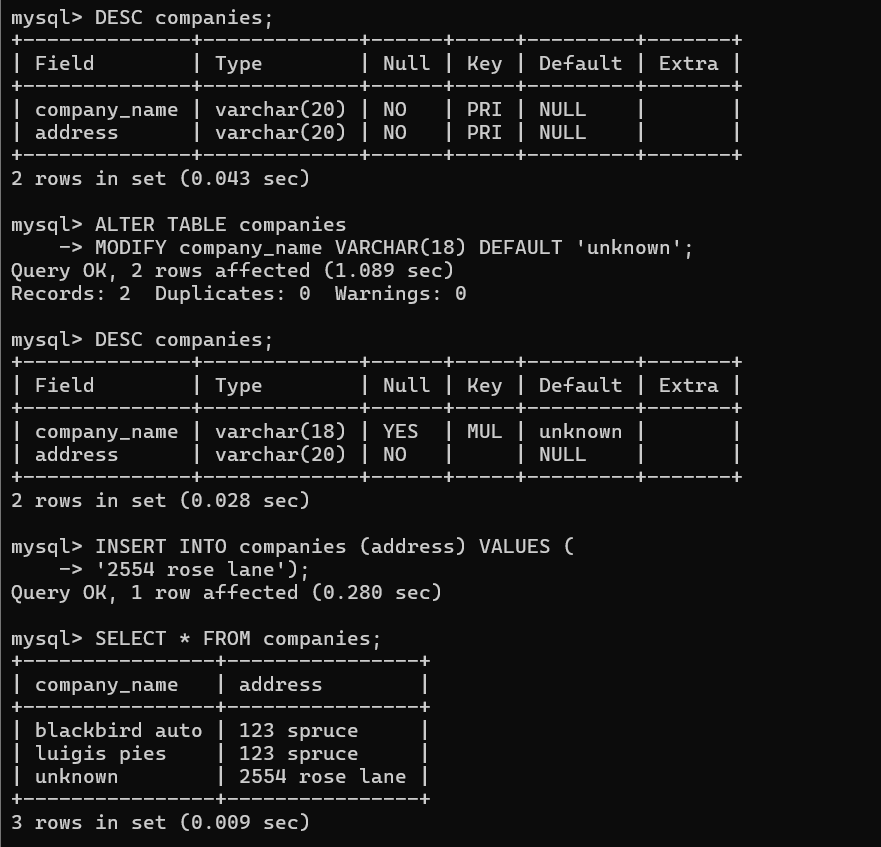 mysql> DESC companies;
+--------------+-------------+------+-----+---------+-------+
| Field        | Type        | Null | Key | Default | Extra |
+--------------+-------------+------+-----+---------+-------+
| company_name | varchar(20) | NO   | PRI | NULL    |       |
| address      | varchar(20) | NO   | PRI | NULL    |       |
+--------------+-------------+------+-----+---------+-------+
2 rows in set (0.043 sec)

mysql> ALTER TABLE companies
    -> MODIFY company_name VARCHAR(18) DEFAULT 'unknown';
Query OK, 2 rows affected (1.089 sec)
Records: 2  Duplicates: 0  Warnings: 0

mysql> DESC companies;
+--------------+-------------+------+-----+---------+-------+
| Field        | Type        | Null | Key | Default | Extra |
+--------------+-------------+------+-----+---------+-------+
| company_name | varchar(18) | YES  | MUL | unknown |       |
| address      | varchar(20) | NO   |     | NULL    |       |
+--------------+-------------+------+-----+---------+-------+
2 rows in set (0.028 sec)

mysql> INSERT INTO companies (address) VALUES (
    -> '2554 rose lane');
Query OK, 1 row affected (0.280 sec)

mysql> SELECT * FROM companies;
+----------------+----------------+
| company_name   | address        |
+----------------+----------------+
| blackbird auto | 123 spruce     |
| luigis pies    | 123 spruce     |
| unknown        | 2554 rose lane |
+----------------+----------------+
3 rows in set (0.009 sec)